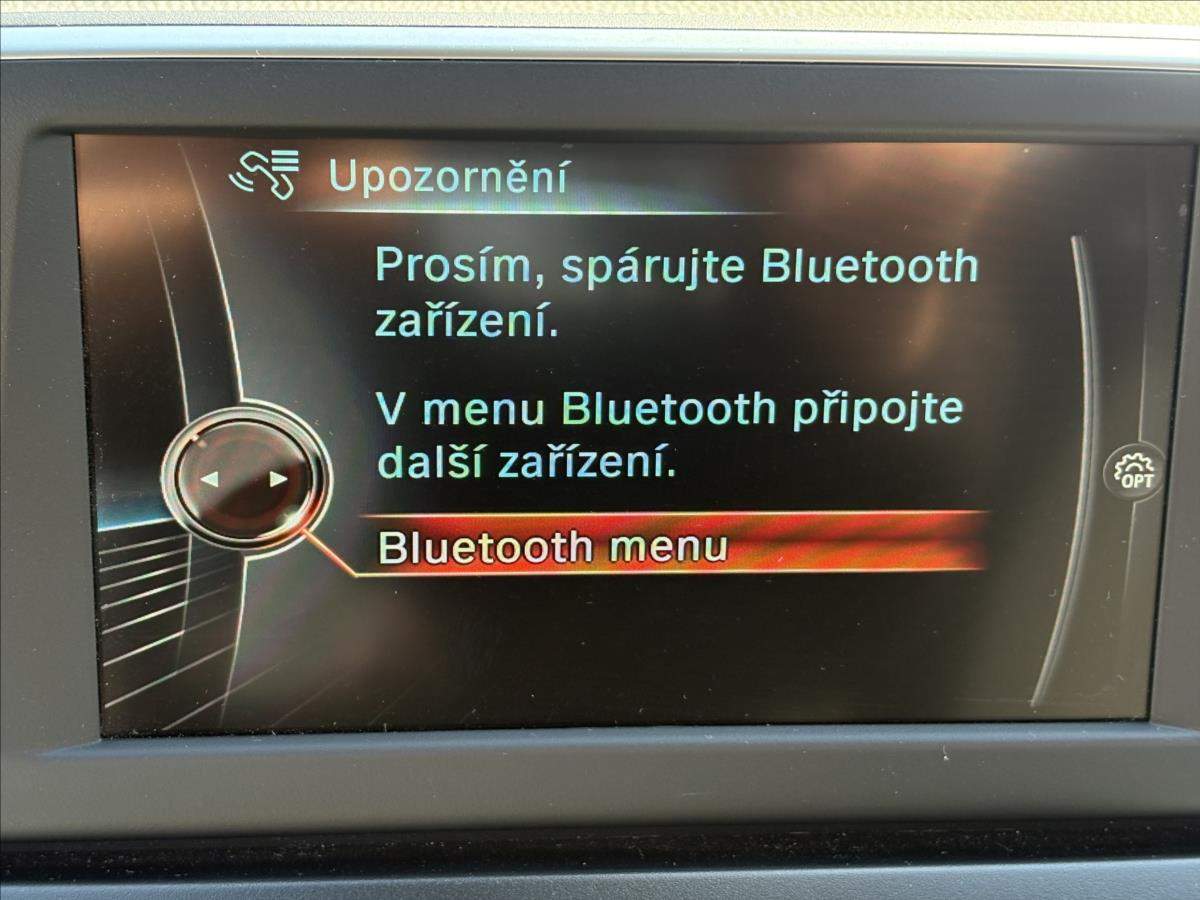 Upozornění
Prosím, spárujte Bluetooth
zařízení.
V menu Bluetooth připojte
další zařízení.
OPT
Bluetooth menu